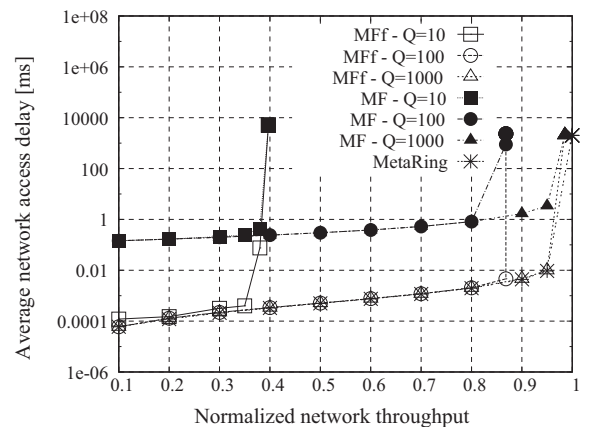 1e+08
1e+06
10000
100
1
0.01
0.0001
1e-06
Average network access delay [ms]
MFf - Q=10
MFf - Q=100
MFf - Q=1000
MF - Q=10
MF - Q=100
MF - Q=1000
MetaRing
0.1 0.2 0.3 0.4 0.5 0.6 0.7 0.8 0.9 1
Normalized network throughput